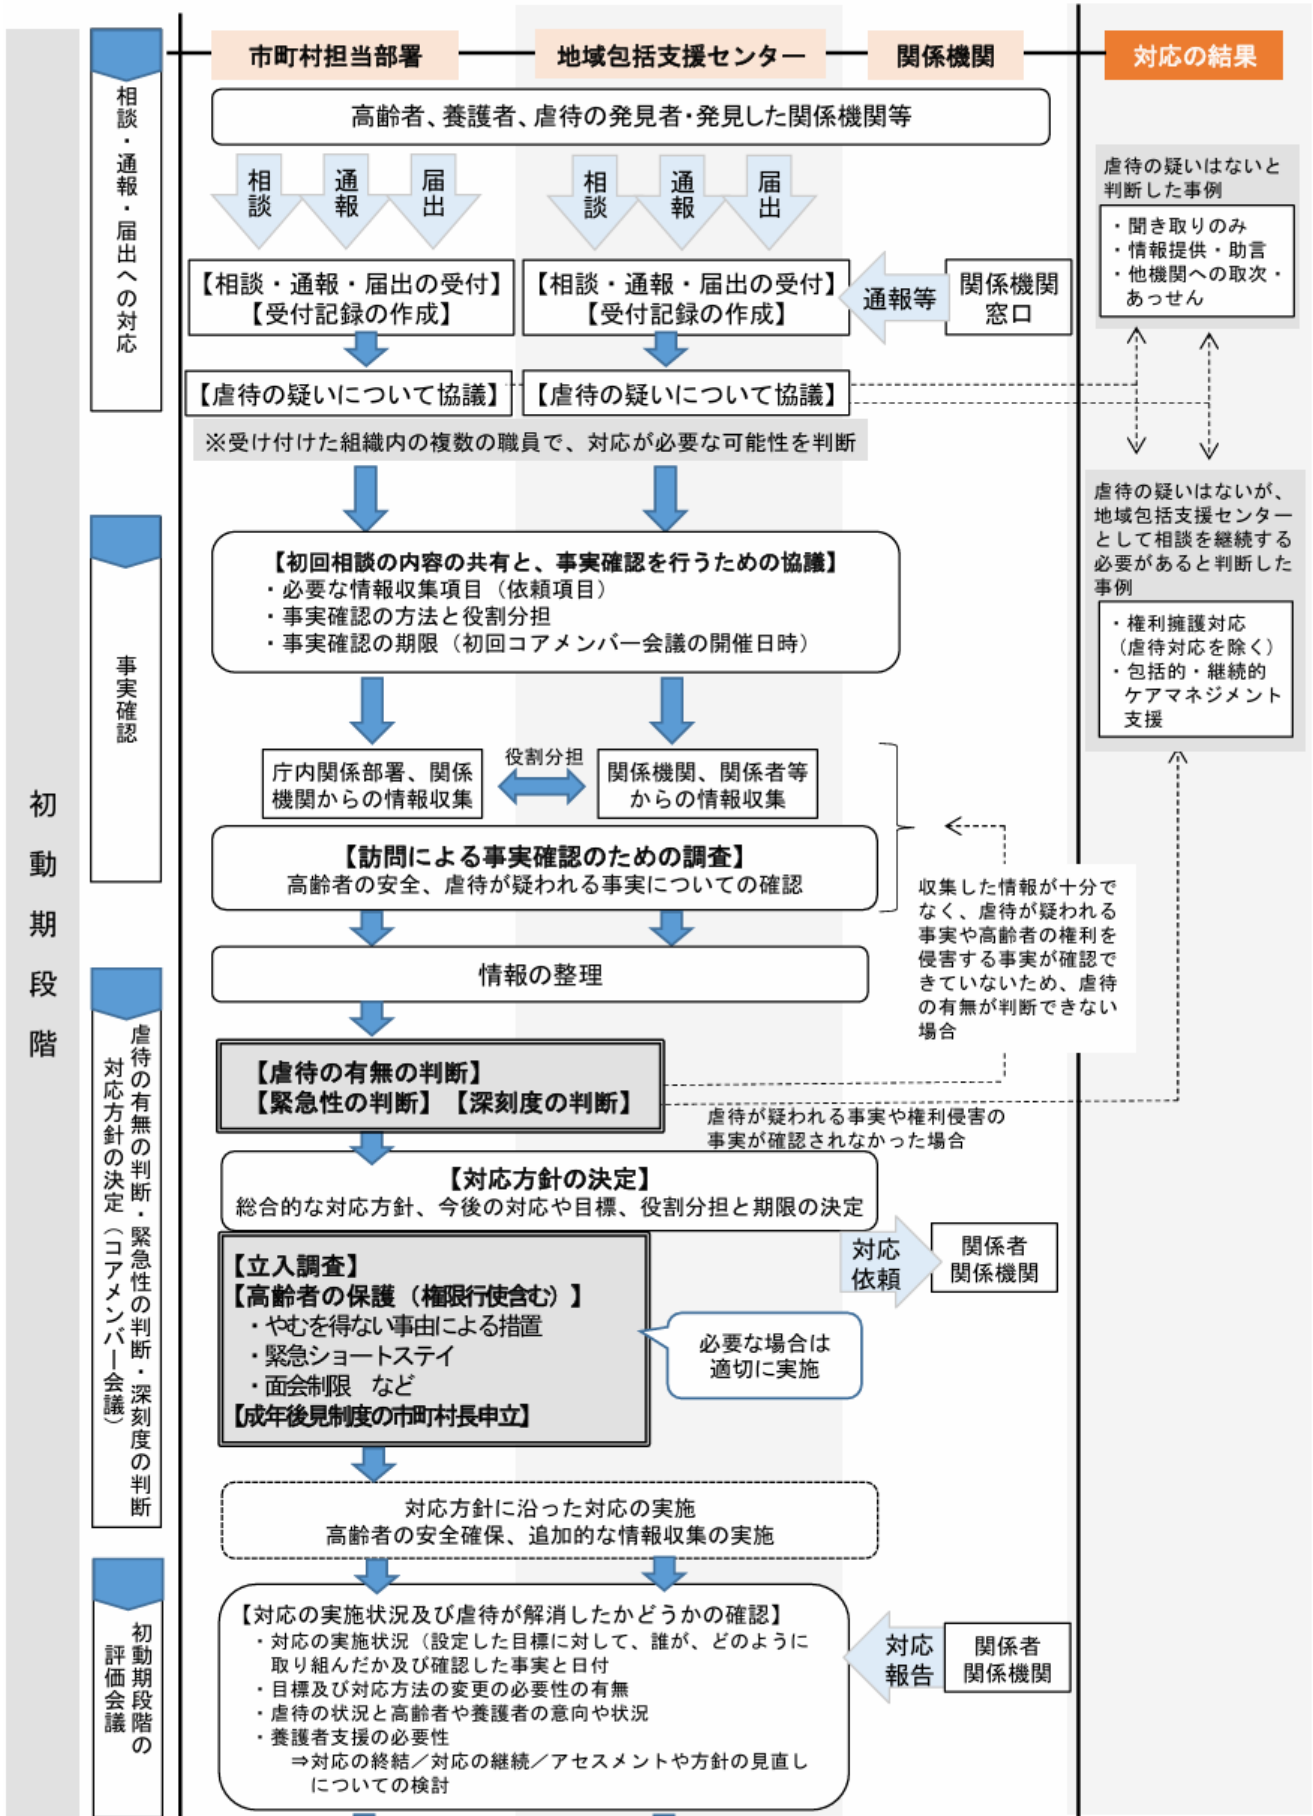 市町村担当部署
地域包括支援センター
関係機関
対応の結果
初動期段階
相談・通報・届出への対応
高齢者、養護者、虐待の発見者・発見した関係機関等
相談
通報
届出
相談
通報
届出
【相談・通報・届出の受付】
【受付記録の作成】
【相談・通報・届出の受付】
【受付記録の作成】
通報等
関係機関
窓口
【虐待の疑いについて協議】
【虐待の疑いについて協議】
※受け付けた組織内の複数の職員で、対応が必要な可能性を判断
虐待の疑いはないと
判断した事例
・聞き取りのみ
・情報提供・助言
・他機関への取次・
あっせん
虐待の疑いはないが、
地域包括支援センター
として相談を継続する
必要があると判断した
事例
・権利擁護対応
（虐待対応を除く）
・包括的・継続的
ケアマネジメント
支援
事実確認
【初回相談の内容の共有と、事実確認を行うための協議】
・必要な情報収集項目（依頼項目）
・事実確認の方法と役割分担
・事実確認の期限（初回コアメンバー会議の開催日時）
庁内関係部署、関係
機関からの情報収集
役割分担
関係機関、関係者等
からの情報収集
【訪問による事実確認のための調査】
高齢者の安全、虐待が疑われる事実についての確認
収集した情報が十分で
なく、虐待が疑われる
事実や高齢者の権利を
侵害する事実が確認で
きていないため、虐待
の有無が判断できない
場合
情報の整理
虐待の有無の判断・緊急性の判断・深刻度の判断
対応方針の決定（コアメンバー会議）
【虐待の有無の判断】
【緊急性の判断】【深刻度の判断】
虐待が疑われる事実や権利侵害の
事実が確認されなかった場合
【対応方針の決定】
総合的な対応方針、今後の対応や目標、役割分担と期限の決定
対応
依頼
関係者
関係機関
【立入調査】
【高齢者の保護（権限行使含む）】
・やむを得ない事由による措置
・緊急ショートステイ
・面会制限　など
【成年後見制度の市町村長申立】
必要な場合は
適切に実施
対応方針に沿った対応の実施
高齢者の安全確保、追加的な情報収集の実施
初動期段階の
評価会議
【対応の実施状況及び虐待が解消したかどうかの確認】
・対応の実施状況（設定した目標に対して、誰が、どのように
取り組んだか及び確認した事実と日付
・目標及び対応方法の変更の必要性の有無
・虐待の状況と高齢者や養護者の意向や状況
・養護者支援の必要性
⇒対応の終結／対応の継続／アセスメントや方針の見直し
についての検討
対応
報告
関係者
関係機関